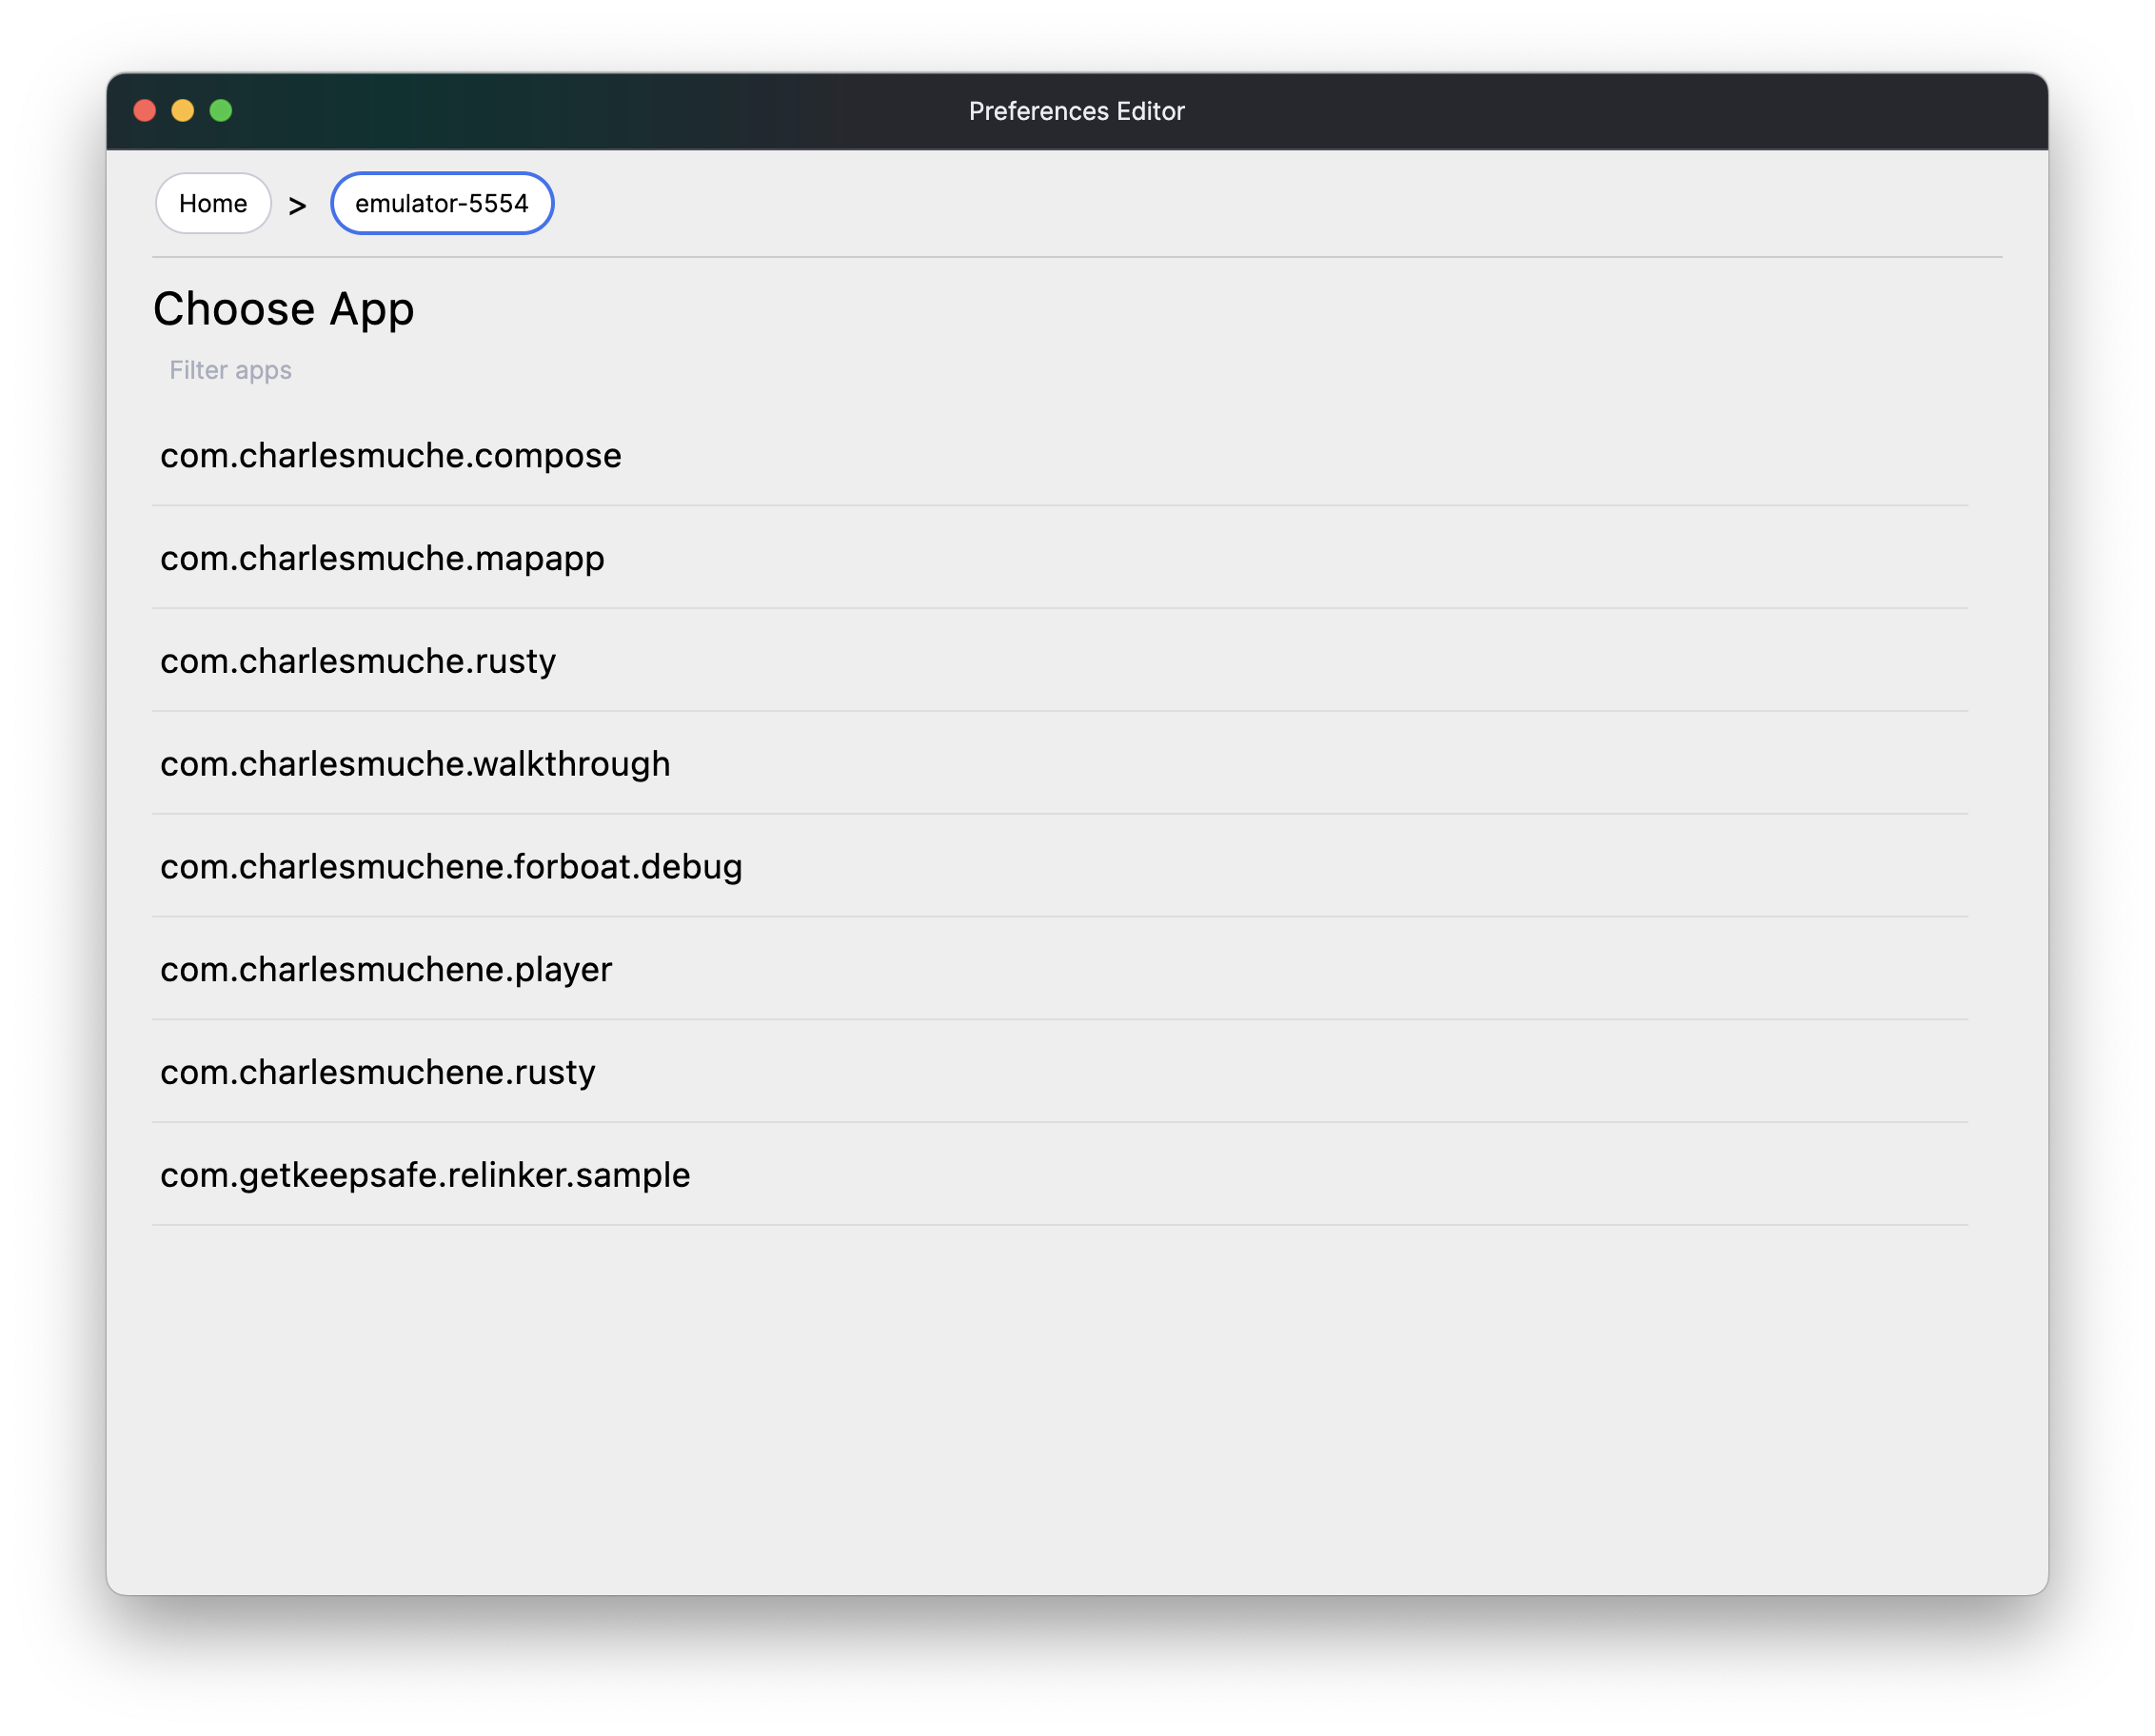 Preferences Editor
Home > emulator-5554
Choose App
Filter apps
com.charlesmuche.compose
com.charlesmuche.mapapp
com.charlesmuche.rusty
com.charlesmuche.walkthrough
com.charlesmuchene.forboat.debug
com.charlesmuchene.player
com.charlesmuchene.rusty
com.getkeepsafe.relinker.sample